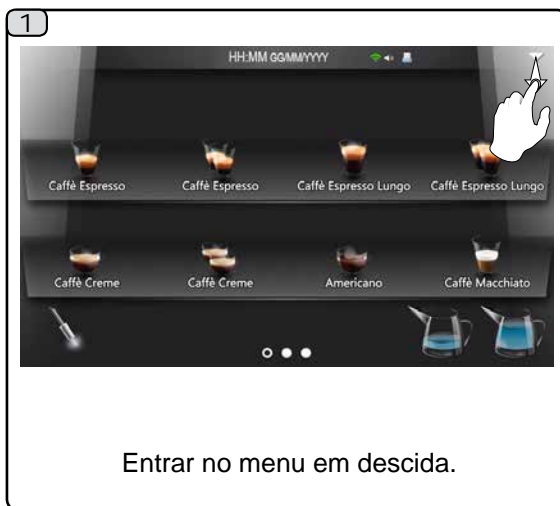 1
HH:MM GG/MM/YYYY
Caffè Espresso Caffè Espresso Caffè Espresso Lungo Caffè Espresso Lungo
Caffè Creme Caffè Creme Americano Caffè Macchiato
Entrar no menu em descida.